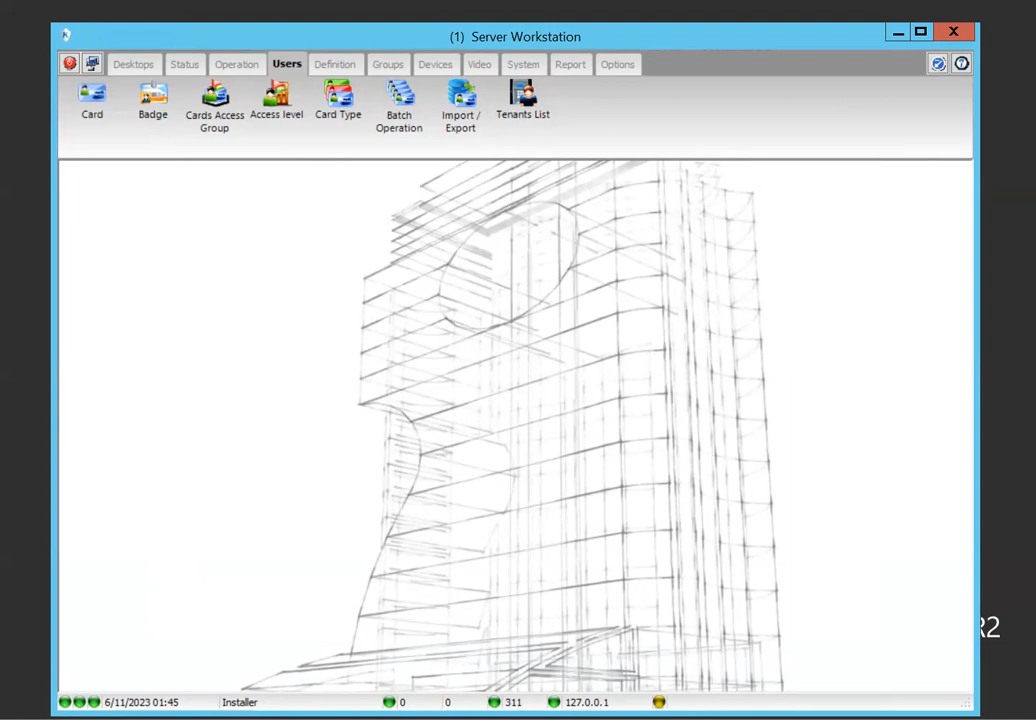 (1) Server Workstation
Desktops Status Operation Users Definition Groups Devices Video System Report Options
Card Badge Cards Access Group Access level Card Type Batch Operation Import / Export Tenants List
R2
6/11/2023 01:45 Installer 0 0 311 127.0.0.1